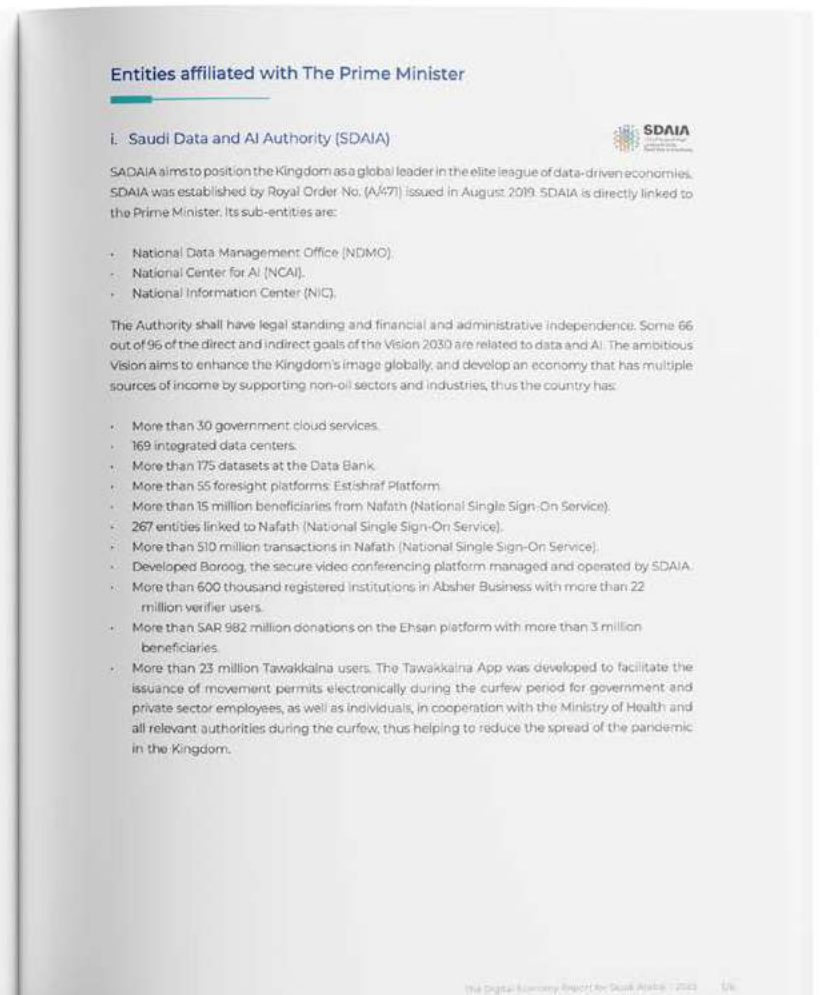 Entities affiliated with The Prime Minister
i. Saudi Data and AI Authority (SDAIA)
SDAIA
SADAIA aims to position the Kingdom as a global leader in the elite league of data-driven economies.
SDAIA was established by Royal Order No. (A/471) issued in August 2019. SDAIA is directly linked to
the Prime Minister. Its sub-entities are:
• National Data Management Office (NDMO).
• National Center for AI (NCAI).
• National Information Center (NIC).
The Authority shall have legal standing and financial and administrative independence. Some 66
out of 96 of the direct and indirect goals of the Vision 2030 are related to data and AI. The ambitious
Vision aims to enhance the Kingdom's image globally, and develop an economy that has multiple
sources of income by supporting non-oil sectors and industries, thus the country has:
• More than 30 government cloud services.
• 169 integrated data centers.
• More than 175 datasets at the Data Bank.
• More than 55 foresight platforms: Estishraf Platform.
• More than 15 million beneficiaries from Nafath (National Single Sign-On Service).
• 267 entities linked to Nafath (National Single Sign-On Service).
• More than 510 million transactions in Nafath (National Single Sign-On Service).
• Developed Boroog, the secure video conferencing platform managed and operated by SDAIA.
• More than 600 thousand registered institutions in Absher Business with more than 22
million verifier users.
• More than SAR 982 million donations on the Ehsan platform with more than 3 million
beneficiaries.
• More than 23 million Tawakkalna users. The Tawakkalna App was developed to facilitate the
issuance of movement permits electronically during the curfew period for government and
private sector employees, as well as individuals, in cooperation with the Ministry of Health and
all relevant authorities during the curfew, thus helping to reduce the spread of the pandemic
in the Kingdom.
The Digital Economy Report for Saudi Arabia